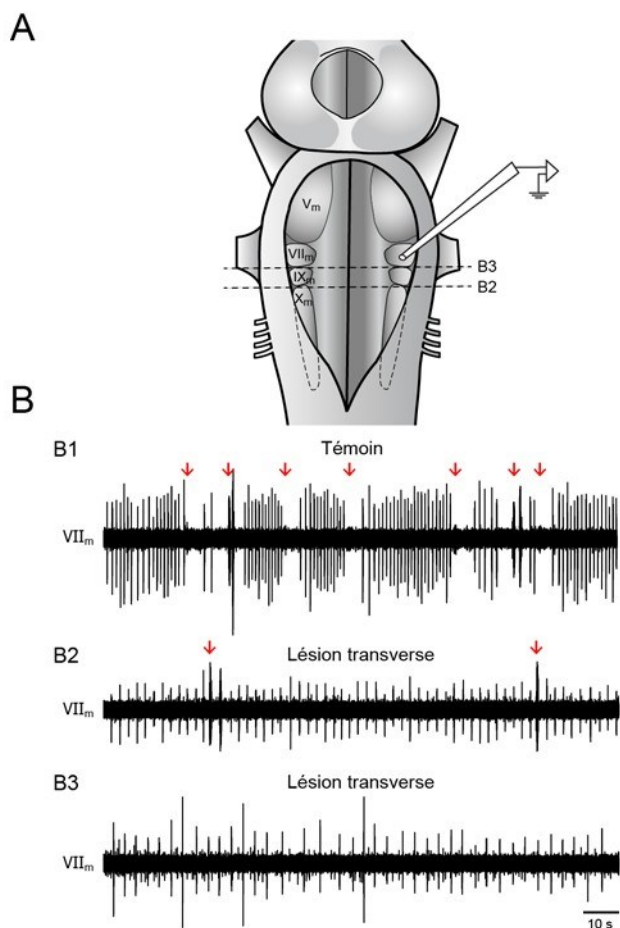 A
Vm
VIIm
B3
IXm
B2
Xm
B
B1
Témoin
VIIm
B2
Lésion transverse
VIIm
B3
Lésion transverse
VIIm
10 s